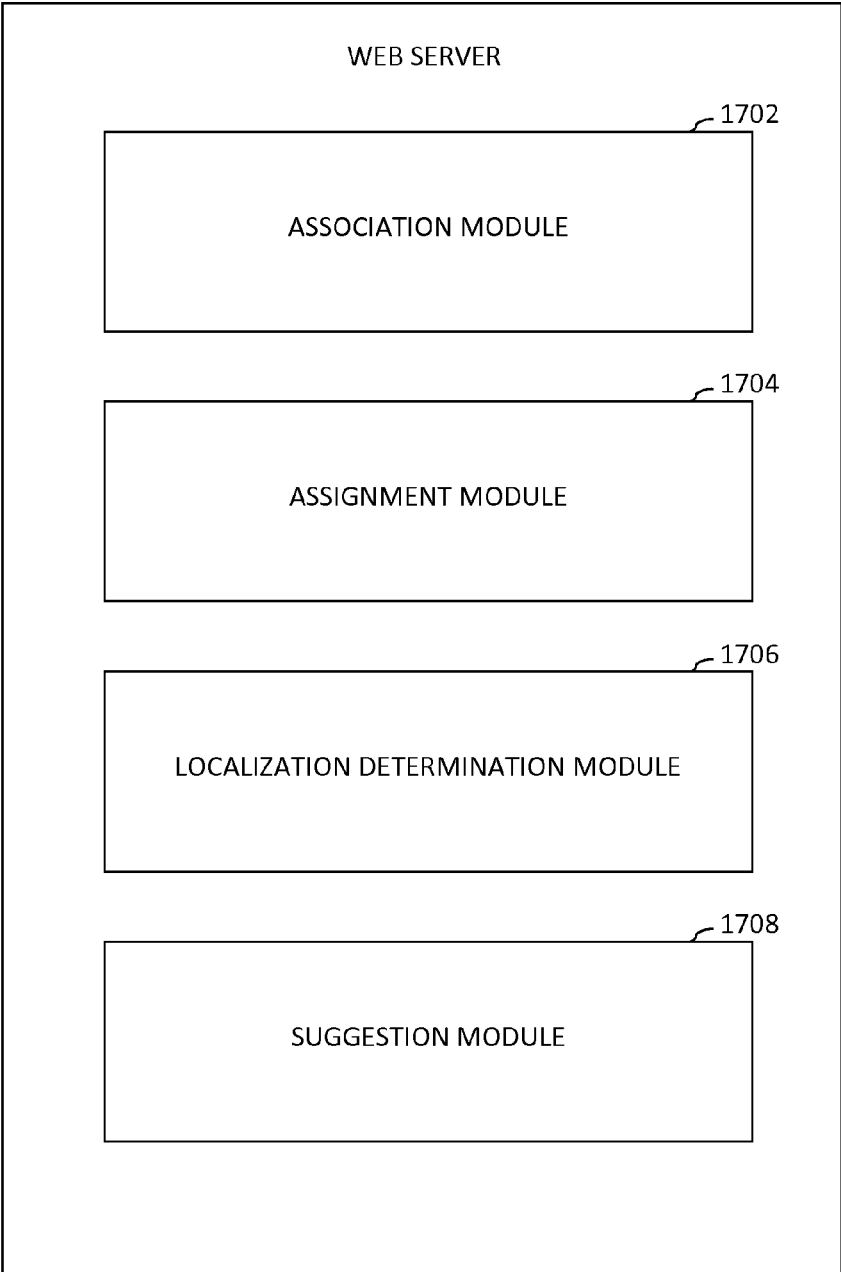 WEB SERVER
1702
ASSOCIATION MODULE
1704
ASSIGNMENT MODULE
1706
LOCALIZATION DETERMINATION MODULE
1708
SUGGESTION MODULE